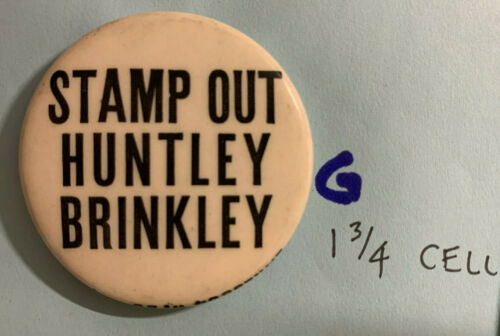 STAMP OUT
HUNTLEY
BRINKLEY
G
1 3/4 CELL